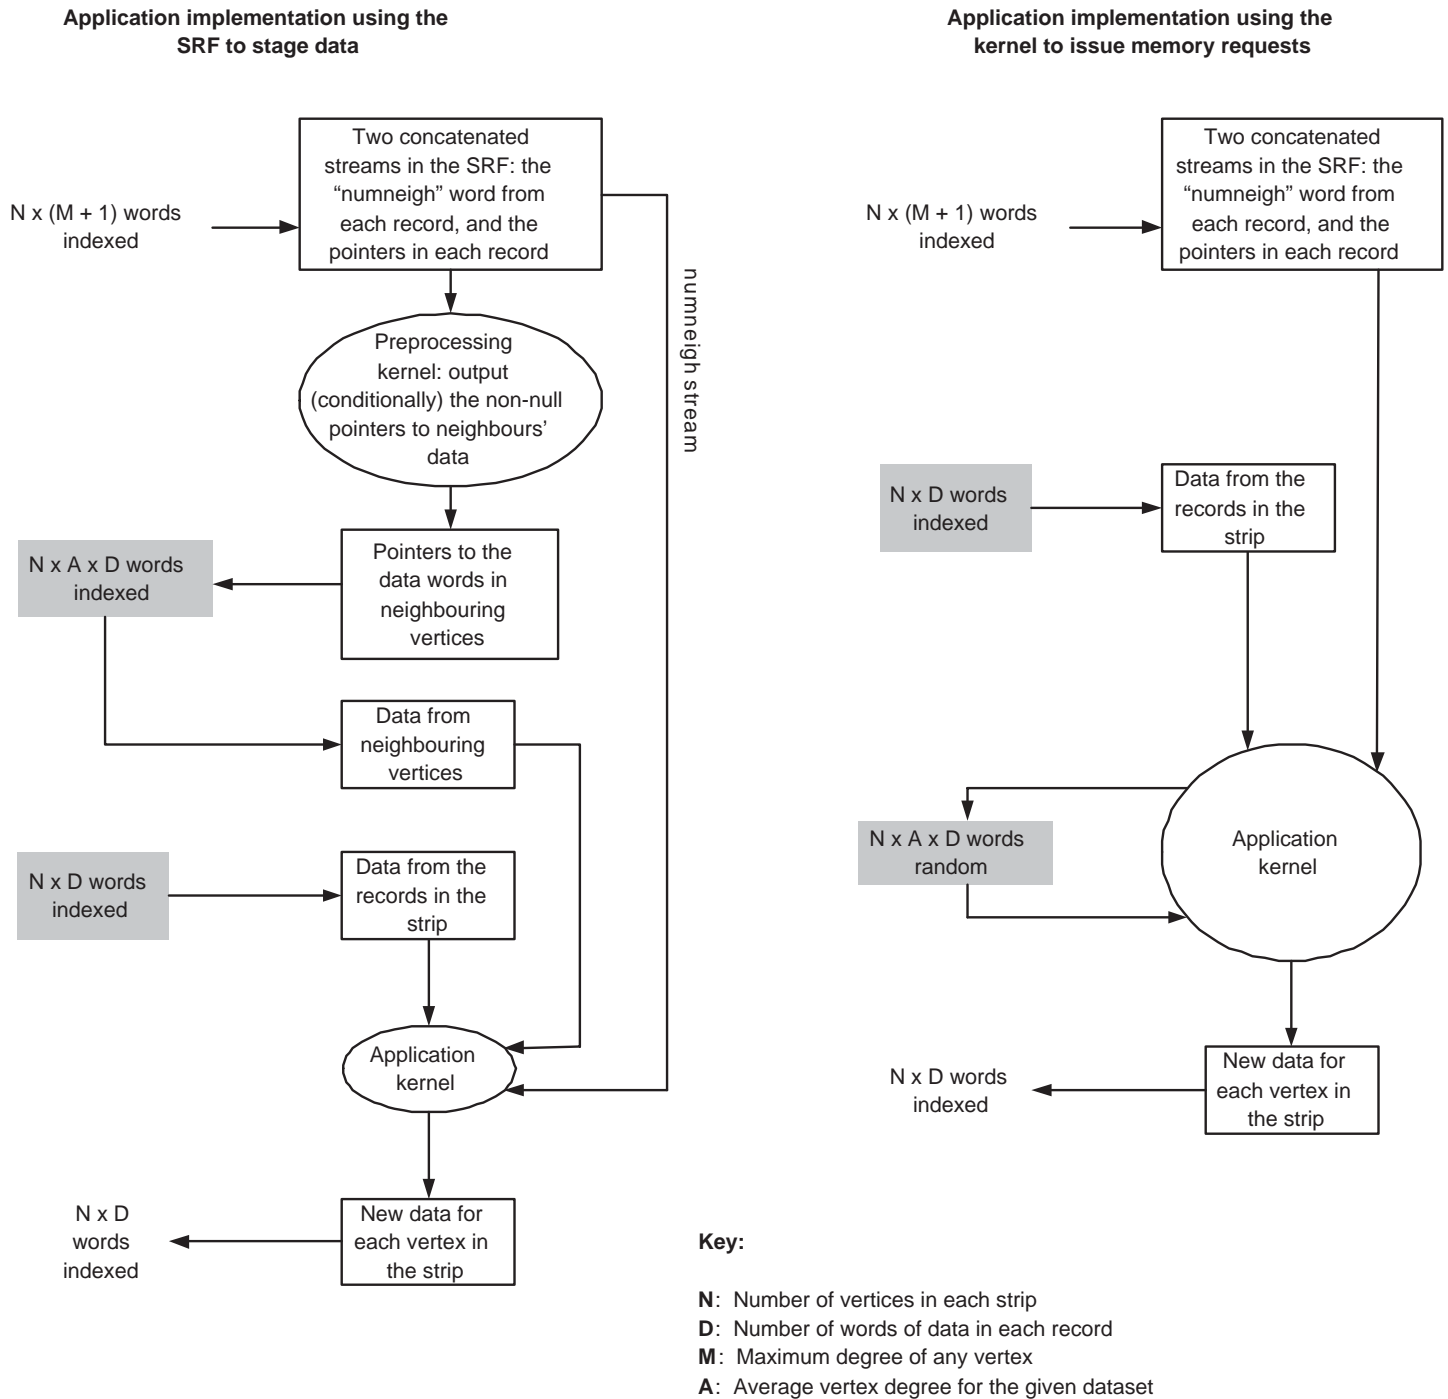 Application implementation using the
SRF to stage data
Two concatenated
streams in the SRF: the
“numneigh” word from
each record, and the
pointers in each record
N x (M + 1) words
indexed
numneigh stream
Preprocessing
kernel: output
(conditionally) the non-null
pointers to neighbours’
data
Pointers to the
data words in
neighbouring
vertices
N x A x D words
indexed
Data from
neighbouring
vertices
N x D words
indexed
Data from the
records in the
strip
Application
kernel
New data for
each vertex in
the strip
N x D
words
indexed
Application implementation using the
kernel to issue memory requests
Two concatenated
streams in the SRF: the
“numneigh” word from
each record, and the
pointers in each record
N x (M + 1) words
indexed
N x D words
indexed
Data from the
records in the
strip
N x A x D words
random
Application
kernel
New data for
each vertex in
the strip
N x D words
indexed
Key:
N: Number of vertices in each strip
D: Number of words of data in each record
M: Maximum degree of any vertex
A: Average vertex degree for the given dataset